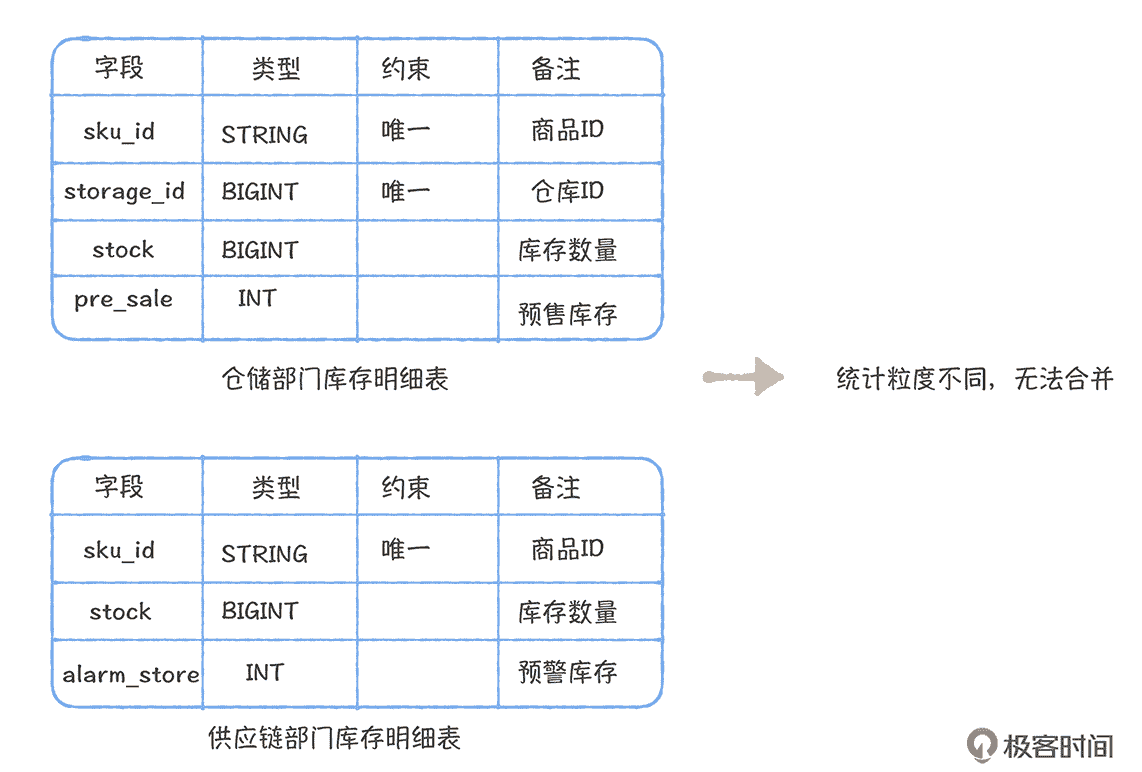 字段 类型 约束 备注
sku_id STRING 唯一 商品ID
storage_id BIGINT 唯一 仓库ID
stock BIGINT 库存数量
pre_sale INT 预售库存
仓储部门库存明细表
统计粒度不同，无法合并
字段 类型 约束 备注
sku_id STRING 唯一 商品ID
stock BIGINT 库存数量
alarm_store INT 预警库存
供应链部门库存明细表
极客时间